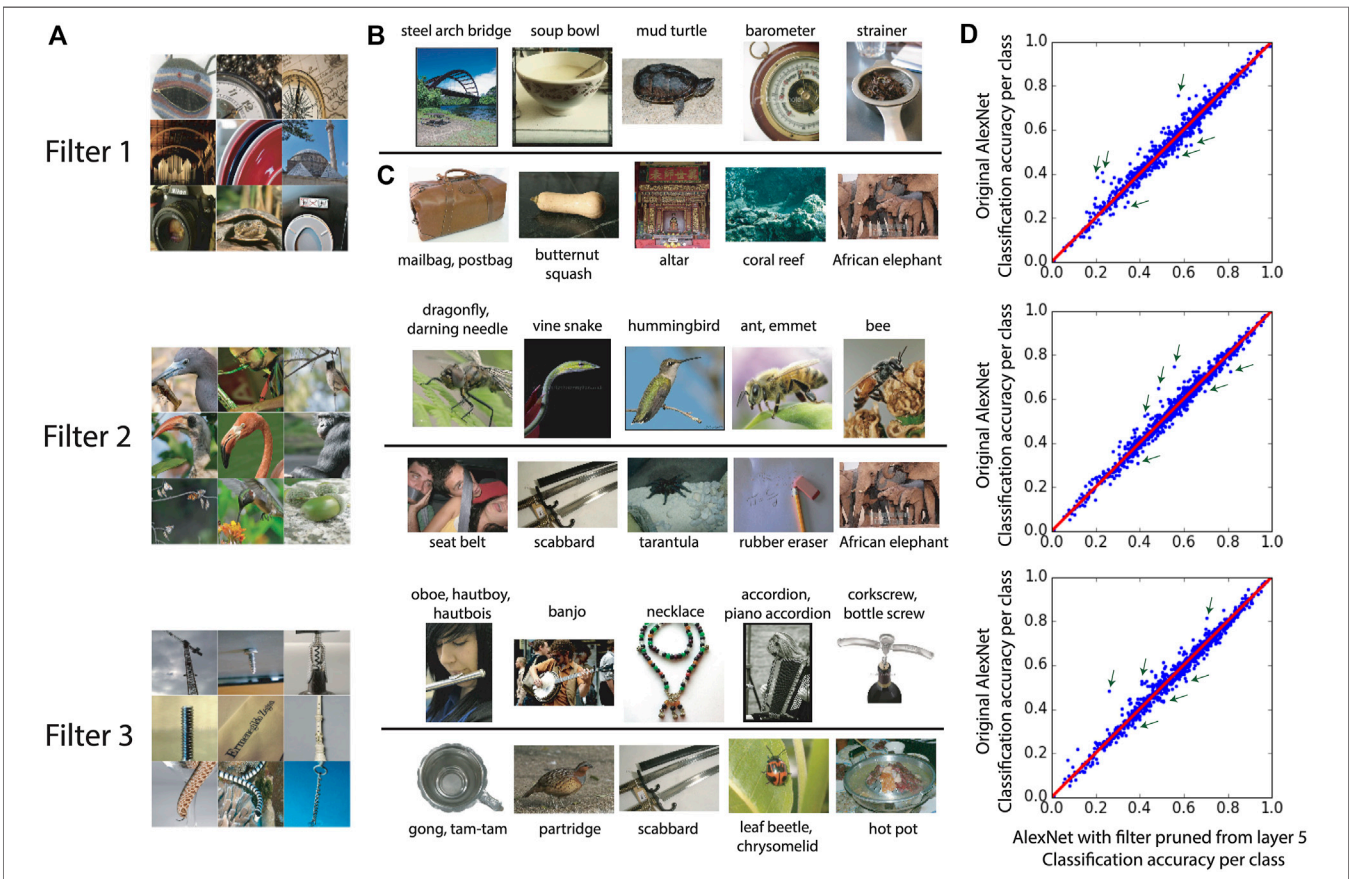 A
B
D
steel arch bridge
soup bowl
mud turtle
barometer
strainer
Filter 1
C
mailbag, postbag
butternut
squash
altar
coral reef
African elephant
Original AlexNet
Classification accuracy per class
1.0
0.8
0.6
0.4
0.2
0.0
0.0
0.2
0.4
0.6
0.8
1.0
dragonfly,
darning needle
vine snake
hummingbird
ant, emmet
bee
Filter 2
seat belt
scabbard
tarantula
rubber eraser
African elephant
Original AlexNet
Classification accuracy per class
1.0
0.8
0.6
0.4
0.2
0.0
0.0
0.2
0.4
0.6
0.8
1.0
oboe, hautboy,
hautbois
banjo
necklace
accordion,
piano accordion
corkscrew,
bottle screw
Filter 3
Nikon
Ermenegildo Zegna
gong, tam-tam
partridge
scabbard
leaf beetle,
chrysomelid
hot pot
Original AlexNet
Classification accuracy per class
1.0
0.8
0.6
0.4
0.2
0.0
0.0
0.2
0.4
0.6
0.8
1.0
AlexNet with filter pruned from layer 5
Classification accuracy per class